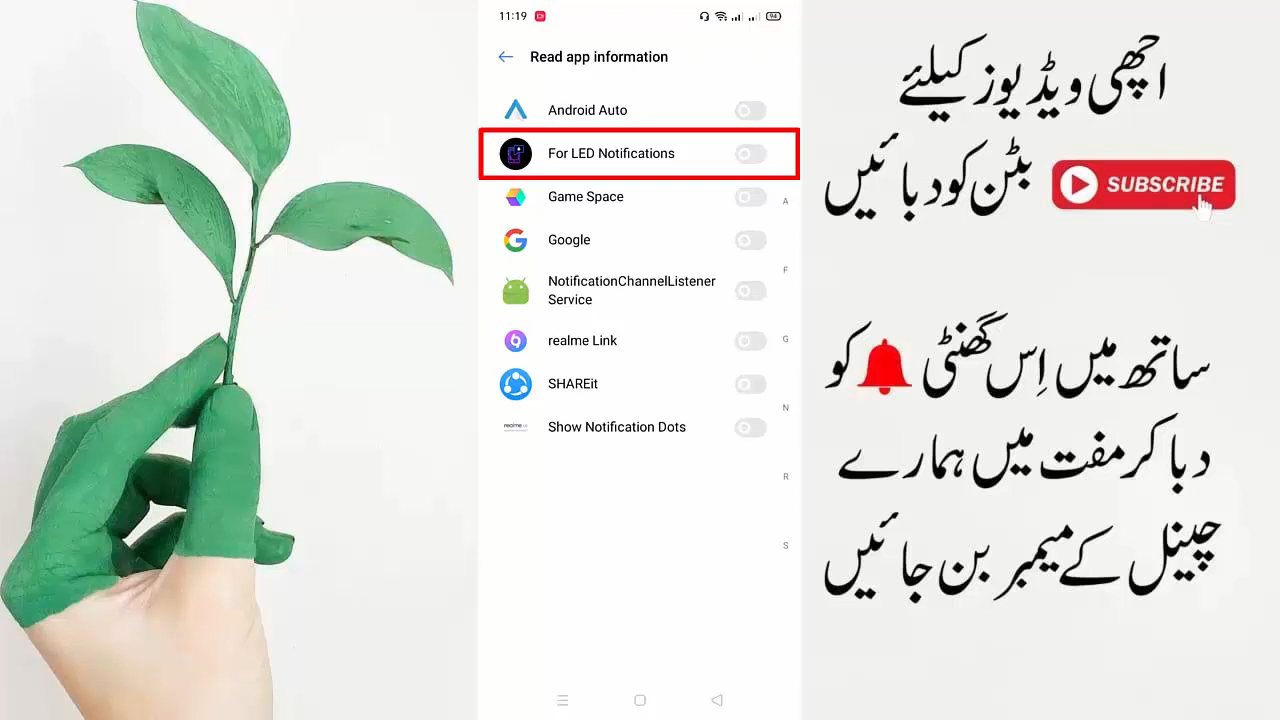 11:19
94
Read app information
Android Auto
For LED Notifications
Game Space
A
Google
F
NotificationChannelListener
Service
realme Link
G
SHAREit
N
Show Notification Dots
R
S
اچھی ویڈیوز کیلئے
بٹن کو دبائیں
SUBSCRIBE
ساتھ میں اِس گھنٹی کو
دبا کر مفت میں ہمارے
چینل کے میمبر بن جائیں